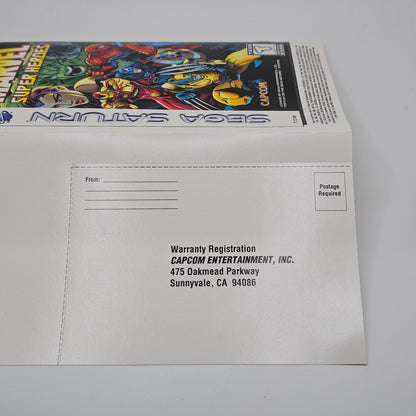 MARVEL
SUPER HEROES
CAPCOM
SEGA SATURN
From:
Postage
Required
Warranty Registration
CAPCOM ENTERTAINMENT, INC.
475 Oakmead Parkway
Sunnyvale, CA 94086